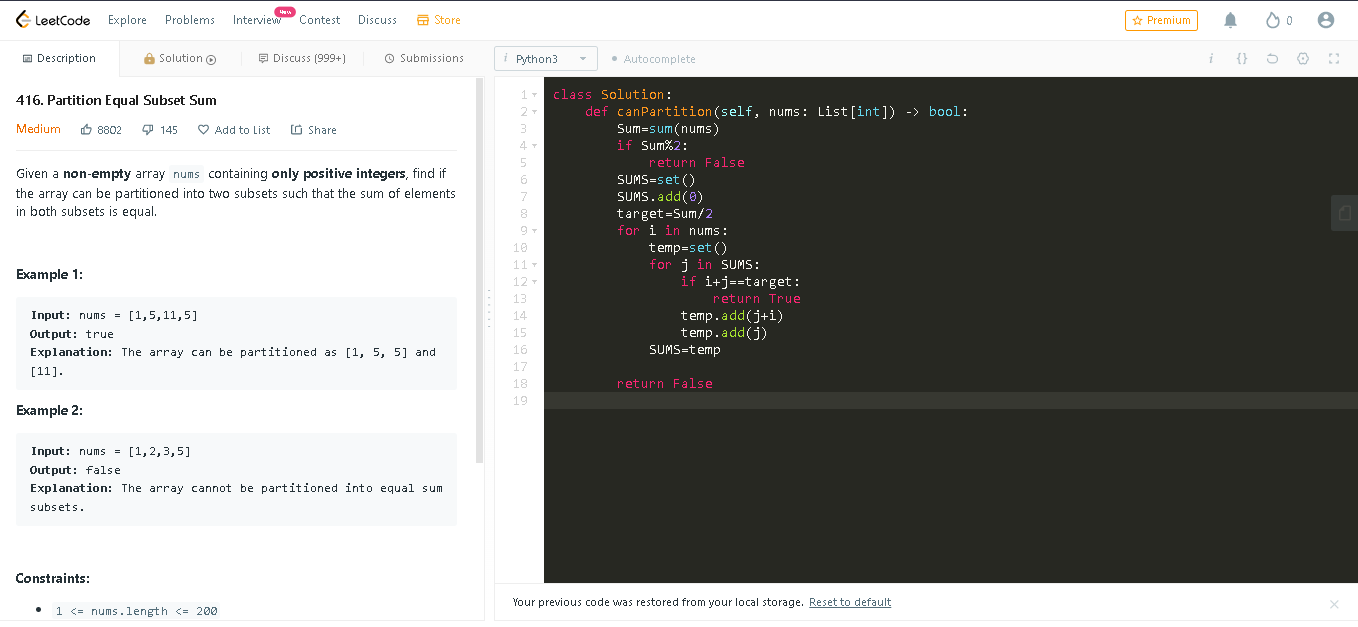 LeetCode Explore Problems Interview New Contest Discuss Store Premium 0
Description Solution Discuss (999+) Submissions i Python3 Autocomplete i {}
416. Partition Equal Subset Sum
Medium 8802 145 Add to List Share
Given a non-empty array nums containing only positive integers, find if
the array can be partitioned into two subsets such that the sum of elements
in both subsets is equal.
Example 1:
Input: nums = [1,5,11,5]
Output: true
Explanation: The array can be partitioned as [1, 5, 5] and
[11].
Example 2:
Input: nums = [1,2,3,5]
Output: false
Explanation: The array cannot be partitioned into equal sum
subsets.
Constraints:
1 <= nums.length <= 200
1 class Solution:
2     def canPartition(self, nums: List[int]) -> bool:
3         Sum=sum(nums)
4         if Sum%2:
5             return False
6         SUMS=set()
7         SUMS.add(0)
8         target=Sum/2
9         for i in nums:
10             temp=set()
11             for j in SUMS:
12                 if i+j==target:
13                     return True
14                 temp.add(j+i)
15                 temp.add(j)
16             SUMS=temp
17
18         return False
19
Your previous code was restored from your local storage. Reset to default